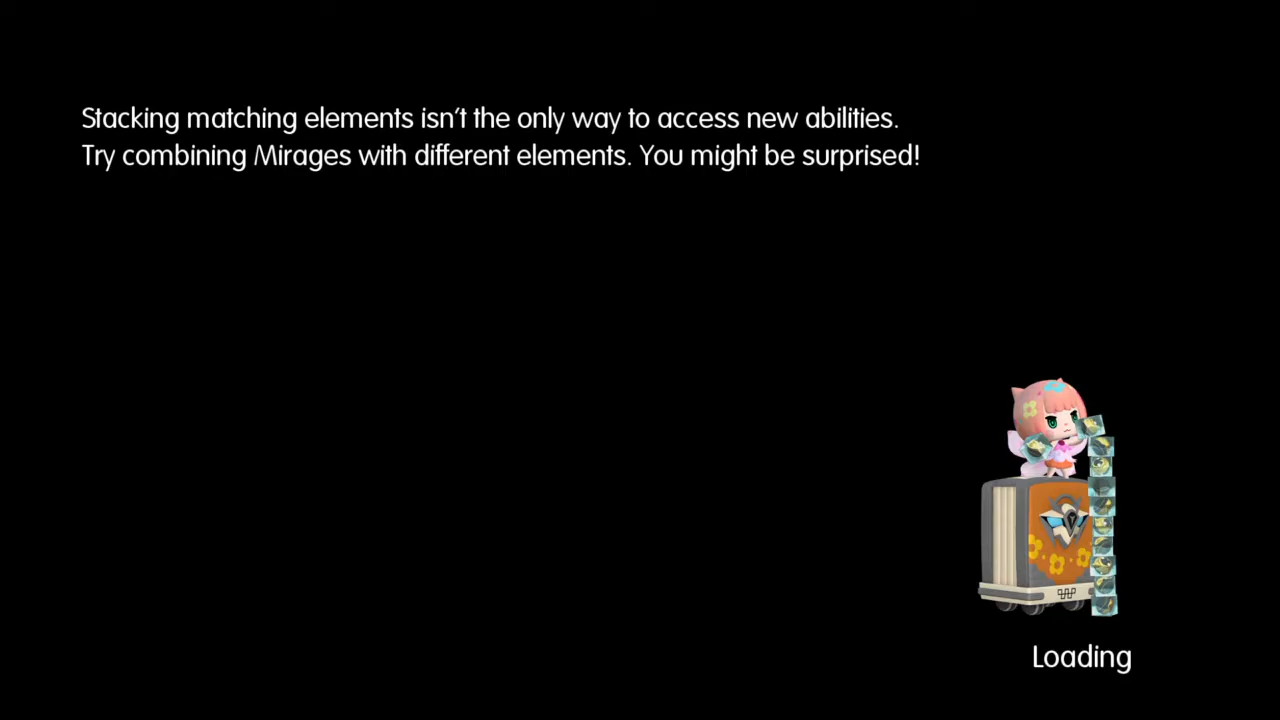 Stacking matching elements isn't the only way to access new abilities.
Try combining Mirages with different elements. You might be surprised!
Loading